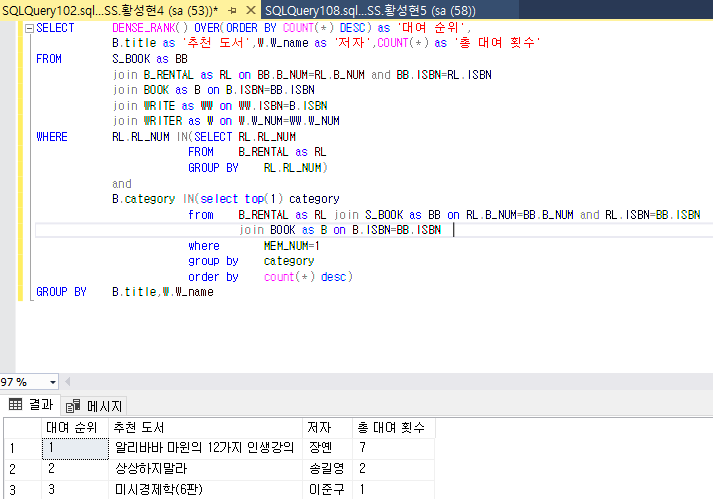 SQLQuery102.sql...SS.황성현4 (sa (53))* SQLQuery108.sql...SS.황성현5 (sa (58))
SELECT DENSE_RANK() OVER(ORDER BY COUNT(*) DESC) as '대여 순위',
B.title as '추천 도서',W.W_name as '저자',COUNT(*) as '총 대여 횟수'
FROM S_BOOK as BB
join B_RENTAL as RL on BB.B_NUM=RL.B_NUM and BB.ISBN=RL.ISBN
join BOOK as B on B.ISBN=BB.ISBN
join WRITE as WW on WW.ISBN=B.ISBN
join WRITER as W on W.W_NUM=WW.W_NUM
WHERE RL.RL_NUM IN(SELECT RL.RL_NUM
FROM B_RENTAL as RL
GROUP BY RL.RL_NUM)
and
B.category IN(select top(1) category
from B_RENTAL as RL join S_BOOK as BB on RL.B_NUM=BB.B_NUM and RL.ISBN=BB.ISBN
join BOOK as B on B.ISBN=BB.ISBN
where MEM_NUM=1
group by category
order by count(*) desc)
GROUP BY B.title,W.W_name
97 %
결과 메시지
대여 순위 추천 도서 저자 총 대여 횟수
1 1 알리바바 마윈의 12가지 인생강의 장옌 7
2 2 상상하지말라 송길영 2
3 3 미시경제학(6판) 이준구 1